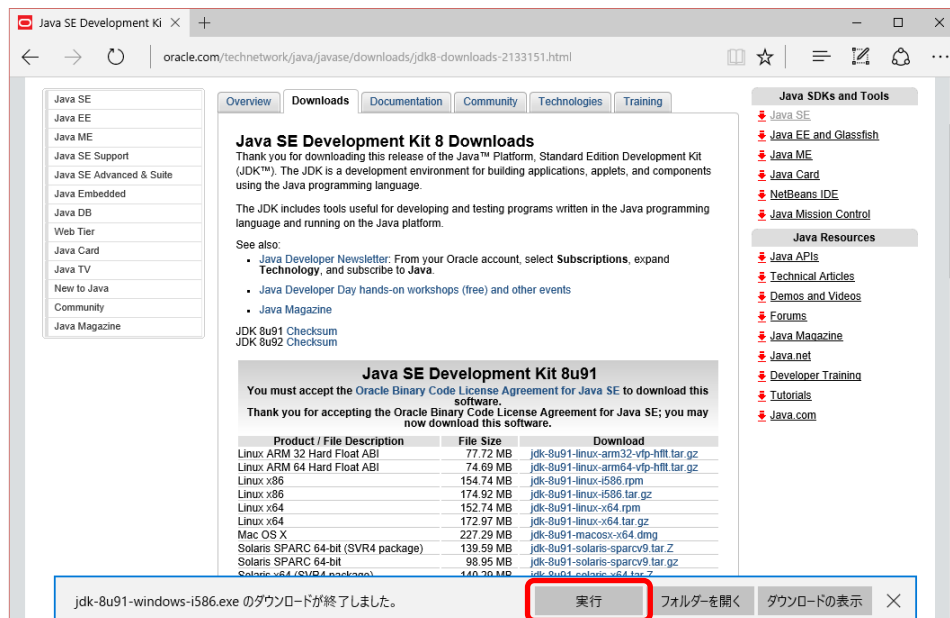 Java SE Development Ki
oracle.com/technetwork/java/javase/downloads/jdk8-downloads-2133151.html
Java SE
Java EE
Java ME
Java SE Support
Java SE Advanced & Suite
Java Embedded
Java DB
Web Tier
Java Card
Java TV
New to Java
Community
Java Magazine
Overview Downloads Documentation Community Technologies Training
Java SE Development Kit 8 Downloads
Thank you for downloading this release of the Java™ Platform, Standard Edition Development Kit
(JDK™). The JDK is a development environment for building applications, applets, and components
using the Java programming language.
The JDK includes tools useful for developing and testing programs written in the Java programming
language and running on the Java platform.
See also:
Java Developer Newsletter: From your Oracle account, select Subscriptions, expand
Technology, and subscribe to Java.
Java Developer Day hands-on workshops (free) and other events
Java Magazine
JDK 8u91 Checksum
JDK 8u92 Checksum
Java SE Development Kit 8u91
You must accept the Oracle Binary Code License Agreement for Java SE to download this
software.
Thank you for accepting the Oracle Binary Code License Agreement for Java SE; you may
now download this software.
Product / File Description File Size Download
Linux ARM 32 Hard Float ABI 77.72 MB jdk-8u91-linux-arm32-vfp-hflt.tar.gz
Linux ARM 64 Hard Float ABI 74.69 MB jdk-8u91-linux-arm64-vfp-hflt.tar.gz
Linux x86 154.74 MB jdk-8u91-linux-i586.rpm
Linux x86 174.92 MB jdk-8u91-linux-i586.tar.gz
Linux x64 152.74 MB jdk-8u91-linux-x64.rpm
Linux x64 172.97 MB jdk-8u91-linux-x64.tar.gz
Mac OS X 227.29 MB jdk-8u91-macosx-x64.dmg
Solaris SPARC 64-bit (SVR4 package) 139.59 MB jdk-8u91-solaris-sparcv9.tar.Z
Solaris SPARC 64-bit 98.95 MB jdk-8u91-solaris-sparcv9.tar.gz
Solaris x64 (SVR4 package) 140.29 MB jdk-8u91-solaris-x64.tar.Z
Java SDKs and Tools
Java SE
Java EE and Glassfish
Java ME
Java Card
NetBeans IDE
Java Mission Control
Java Resources
Java APIs
Technical Articles
Demos and Videos
Forums
Java Magazine
Java.net
Developer Training
Tutorials
Java.com
jdk-8u91-windows-i586.exe のダウンロードが終了しました。 実行 フォルダーを開く ダウンロードの表示